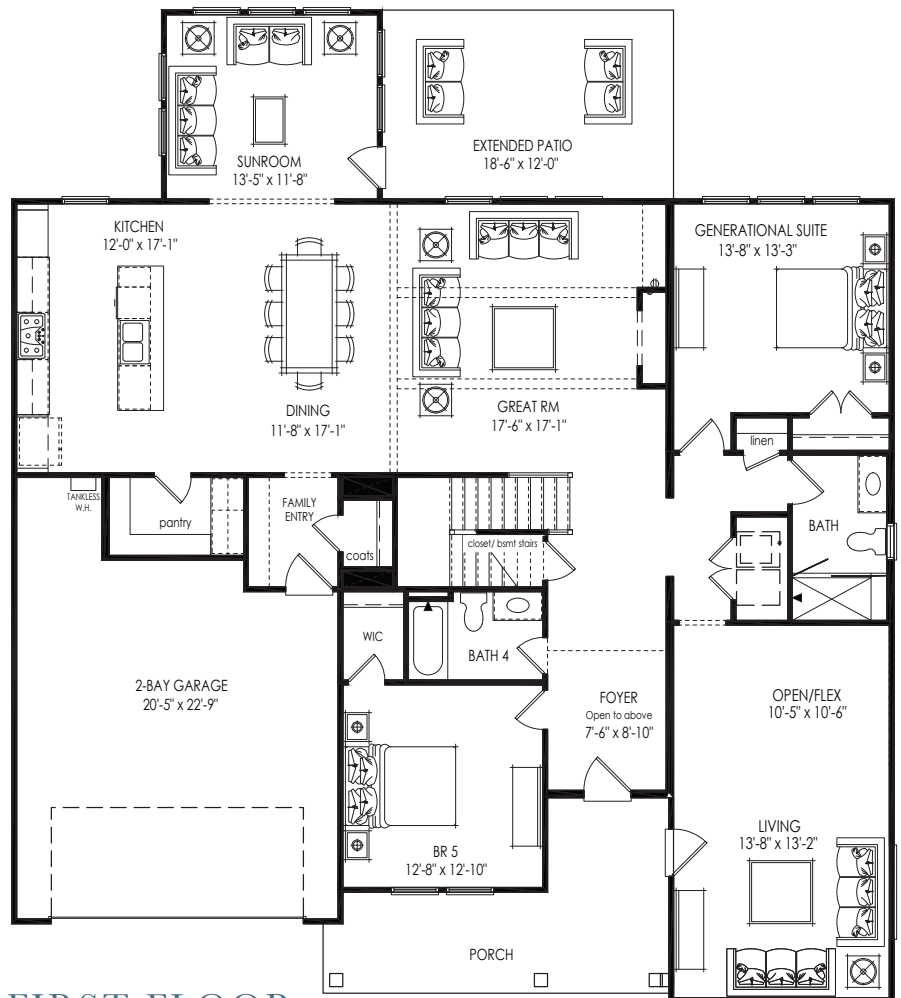 SUNROOM
13'-5" x 11'-8"
EXTENDED PATIO
18'-6" x 12'-0"
KITCHEN
12'-0" x 17'-1"
GENERATIONAL SUITE
13'-8" x 13'-3"
DINING
11'-8" x 17'-1"
GREAT RM
17'-6" x 17'-1"
linen
TANKLESS
W.H.
pantry
FAMILY
ENTRY
coats
closet/ bsmt stairs
BATH
WIC
BATH 4
2-BAY GARAGE
20'-5" x 22'-9"
FOYER
Open to above
7'-6" x 8'-10"
OPEN/FLEX
10'-5" x 10'-6"
BR 5
12'-8" x 12'-10"
LIVING
13'-8" x 13'-2"
PORCH
FIRST FLOOR